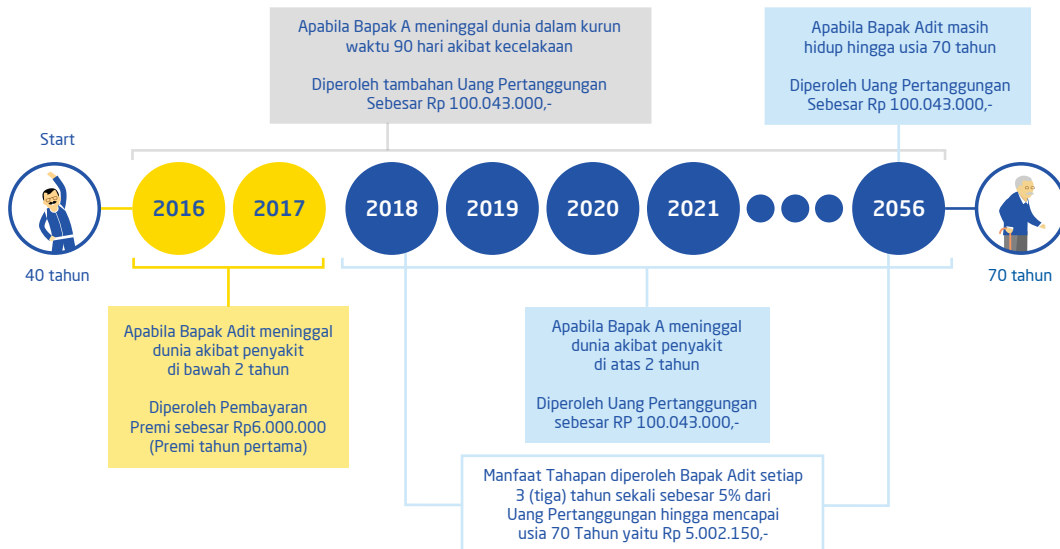 Apabila Bapak A meninggal dunia dalam kurun
waktu 90 hari akibat kecelakaan
Diperoleh tambahan Uang Pertanggungan
Sebesar Rp 100.043.000,-
Apabila Bapak Adit masih
hidup hingga usia 70 tahun
Diperoleh Uang Pertanggungan
Sebesar Rp 100.043.000,-
Start
2016
2017
2018
2019
2020
2021
2056
40 tahun
70 tahun
Apabila Bapak Adit meninggal
dunia akibat penyakit
di bawah 2 tahun
Diperoleh Pembayaran
Premi sebesar Rp6.000.000
(Premi tahun pertama)
Apabila Bapak A meninggal
dunia akibat penyakit
di atas 2 tahun
Diperoleh Uang Pertanggungan
sebesar RP 100.043.000,-
Manfaat Tahapan diperoleh Bapak Adit setiap
3 (tiga) tahun sekali sebesar 5% dari
Uang Pertanggungan hingga mencapai
usia 70 Tahun yaitu Rp 5.002.150,-